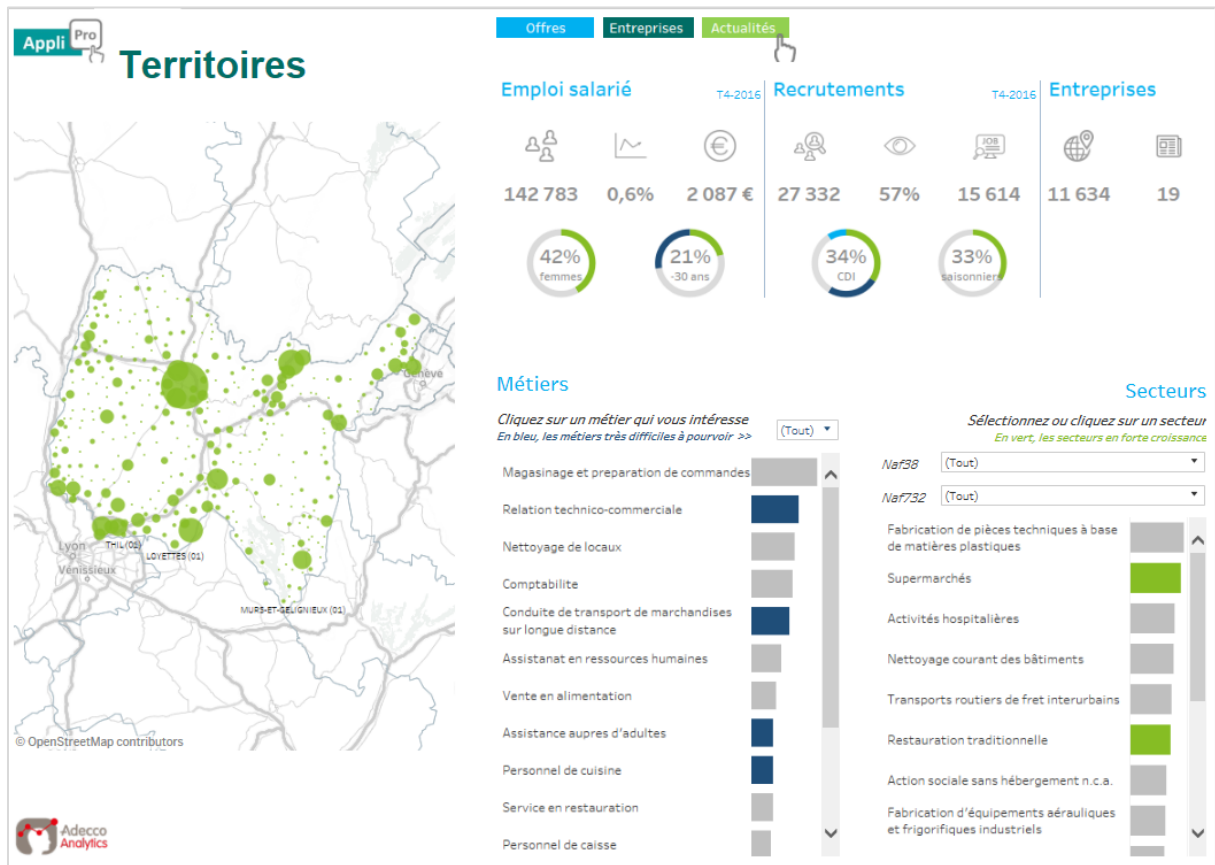 Appli Pro
Territoires
Offres
Entreprises
Actualités
Emploi salarié
T4-2016
Recrutements
T4-2016
Entreprises
JOB
142 783
0,6%
2 087 €
27 332
57%
15 614
11 634
19
42%
femmes
21%
-30 ans
34%
CDI
33%
saisonniers
Genève
Lyon
THIL (01)
LOYETTES (01)
Vénissieux
MURS-ET-GELIGNIEUX (01)
© OpenStreetMap contributors
Adecco
Analytics
Métiers
Cliquez sur un métier qui vous intéresse
En bleu, les métiers très difficiles à pourvoir >>
(Tout)
Magasinage et preparation de commandes
Relation technico-commerciale
Nettoyage de locaux
Comptabilite
Conduite de transport de marchandises
sur longue distance
Assistanat en ressources humaines
Vente en alimentation
Assistance aupres d'adultes
Personnel de cuisine
Service en restauration
Personnel de caisse
Secteurs
Sélectionnez ou cliquez sur un secteur
En vert, les secteurs en forte croissance
Naf38
(Tout)
Naf732
(Tout)
Fabrication de pièces techniques à base
de matières plastiques
Supermarchés
Activités hospitalières
Nettoyage courant des bâtiments
Transports routiers de fret interurbains
Restauration traditionnelle
Action sociale sans hébergement n.c.a.
Fabrication d'équipements aérauliques
et frigorifiques industriels